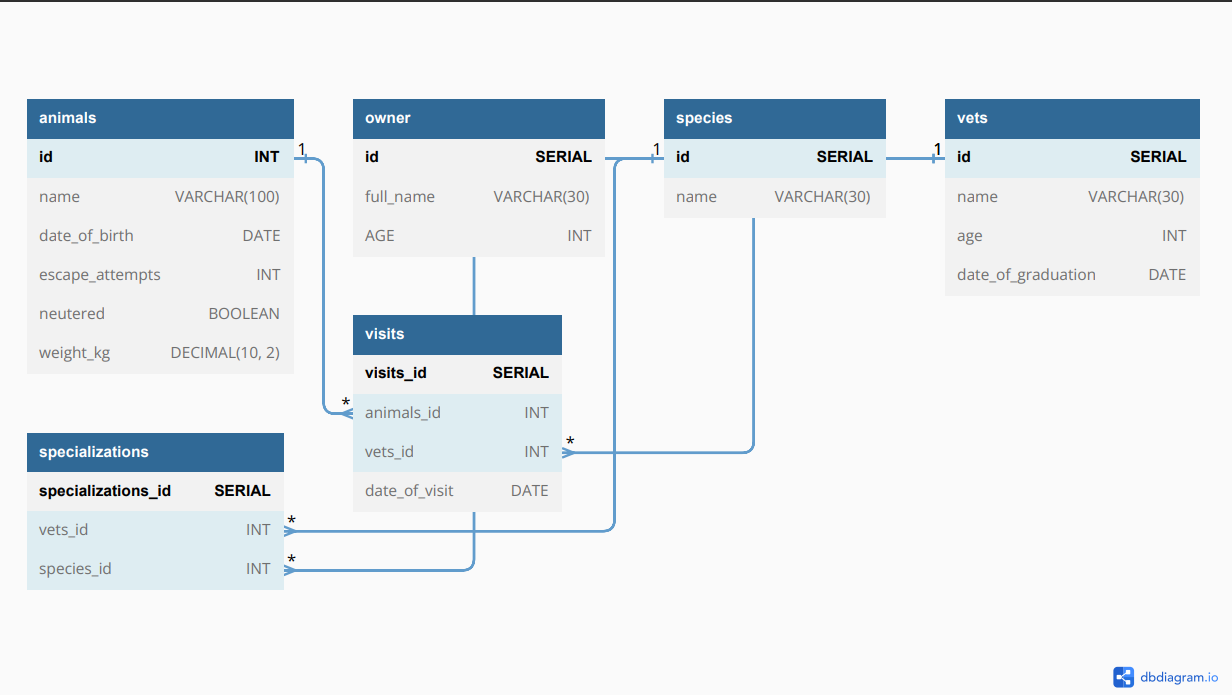 animals
id INT
name VARCHAR(100)
date_of_birth DATE
escape_attempts INT
neutered BOOLEAN
weight_kg DECIMAL(10, 2)
1
owner
id SERIAL
full_name VARCHAR(30)
AGE INT
1
species
id SERIAL
name VARCHAR(30)
1
vets
id SERIAL
name VARCHAR(30)
age INT
date_of_graduation DATE
visits
visits_id SERIAL
* animals_id INT
vets_id INT *
date_of_visit DATE
specializations
specializations_id SERIAL
vets_id INT *
species_id INT *
dbdiagram.io